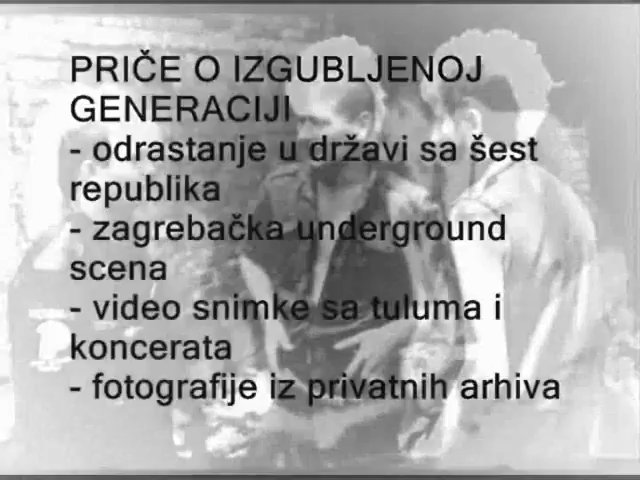 PRIČE O IZGUBLJENOJ
GENERACIJI
- odrastanje u državi sa šest
republika
- zagrebačka underground
scena
- video snimke sa tuluma i
koncerata
- fotografije iz privatnih arhiva